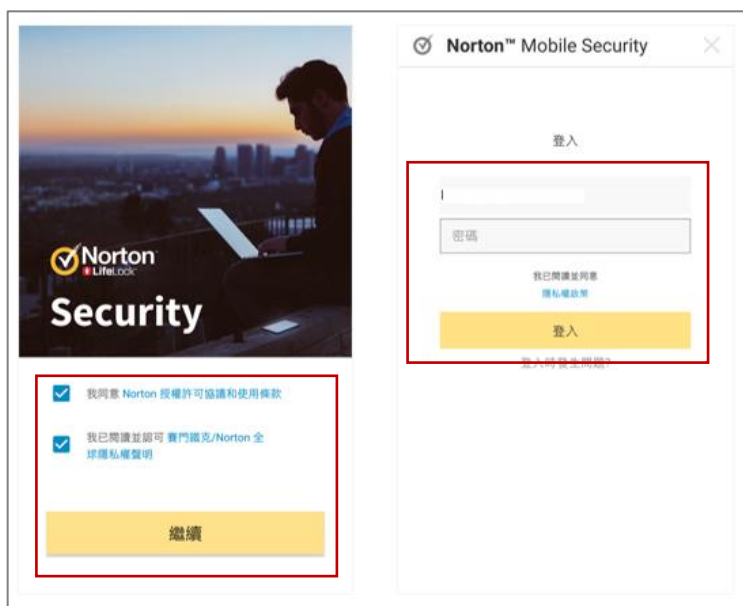 Norton
LifeLock
Security
我同意 Norton 授權許可協議和使用條款
我已閱讀並認可 賽門鐵克/Norton 全
球隱私權聲明
繼續
Norton™ Mobile Security
登入
密碼
我已閱讀並同意
隱私權政策
登入
登入時發生問題?